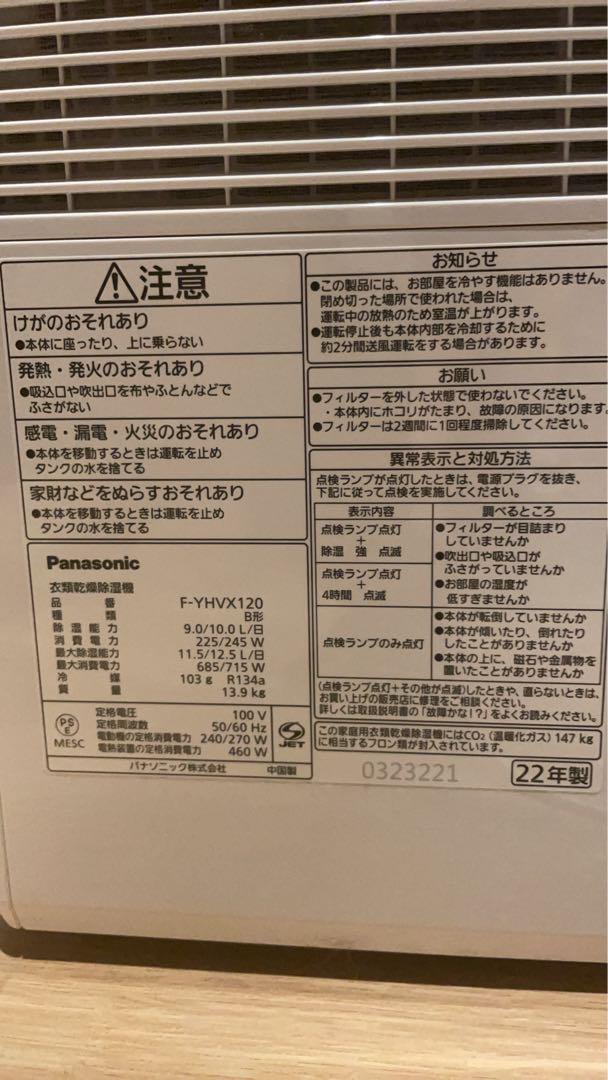 注意
けがのおそれあり
●本体に座ったり、上に乗らない
発熱・発火のおそれあり
●吸込口や吹出口を布やふとんなどで
ふさがない
感電・漏電・火災のおそれあり
●本体を移動するときは運転を止め
タンクの水を捨てる
家財などをぬらすおそれあり
●本体を移動するときは運転を止め
タンクの水を捨てる
Panasonic
衣類乾燥除湿機
品番 F-YHVX120
種類 B形
除湿能力 9.0/10.0 L/日
消費電力 225/245 W
最大除湿能力 11.5/12.5 L/日
最大消費電力 685/715 W
冷媒 103 g R134a
質量 13.9 kg
PSE
MESC
定格電圧 100 V
定格周波数 50/60 Hz
電動機の定格消費電力 240/270 W
電熱装置の定格消費電力 460 W
JET
パナソニック株式会社 中国製
お知らせ
●この製品には、お部屋を冷やす機能はありません。
閉め切った場所で使われた場合は、
運転中の放熱のため室温が上がります。
●運転停止後も本体内部を冷却するために
約2分間送風運転をする場合があります。
お願い
●フィルターを外した状態で使わないでください。
・本体内にホコリがたまり、故障の原因になります
●フィルターは2週間に1回程度掃除してください。
異常表示と対処方法
点検ランプが点灯したときは、電源プラグを抜き、
下記に従って点検を実施してください。
表示内容 調べるところ
点検ランプ点灯
+
除湿 強 点滅
点検ランプ点灯
+
4時間 点滅
●フィルターが目詰まり
していませんか
●吹出口や吸込口が
ふさがっていませんか
●お部屋の湿度が
低すぎませんか
点検ランプのみ点灯
●本体が転倒していませんか
●本体が傾いたり、倒れたり
したことがありませんか
●本体の上に、磁石や金属物を
置いたことがありませんか
(点検ランプ点灯+その他が点滅)したときや、直らないときは、
お買い上げの販売店に修理をご相談ください。
詳しくは取扱説明書の「故障かな!?」をよくお読みください。
この家庭用衣類乾燥除湿機にはCO2(温暖化ガス)147 kg
に相当するフロン類が封入されています。
0323221
22年製